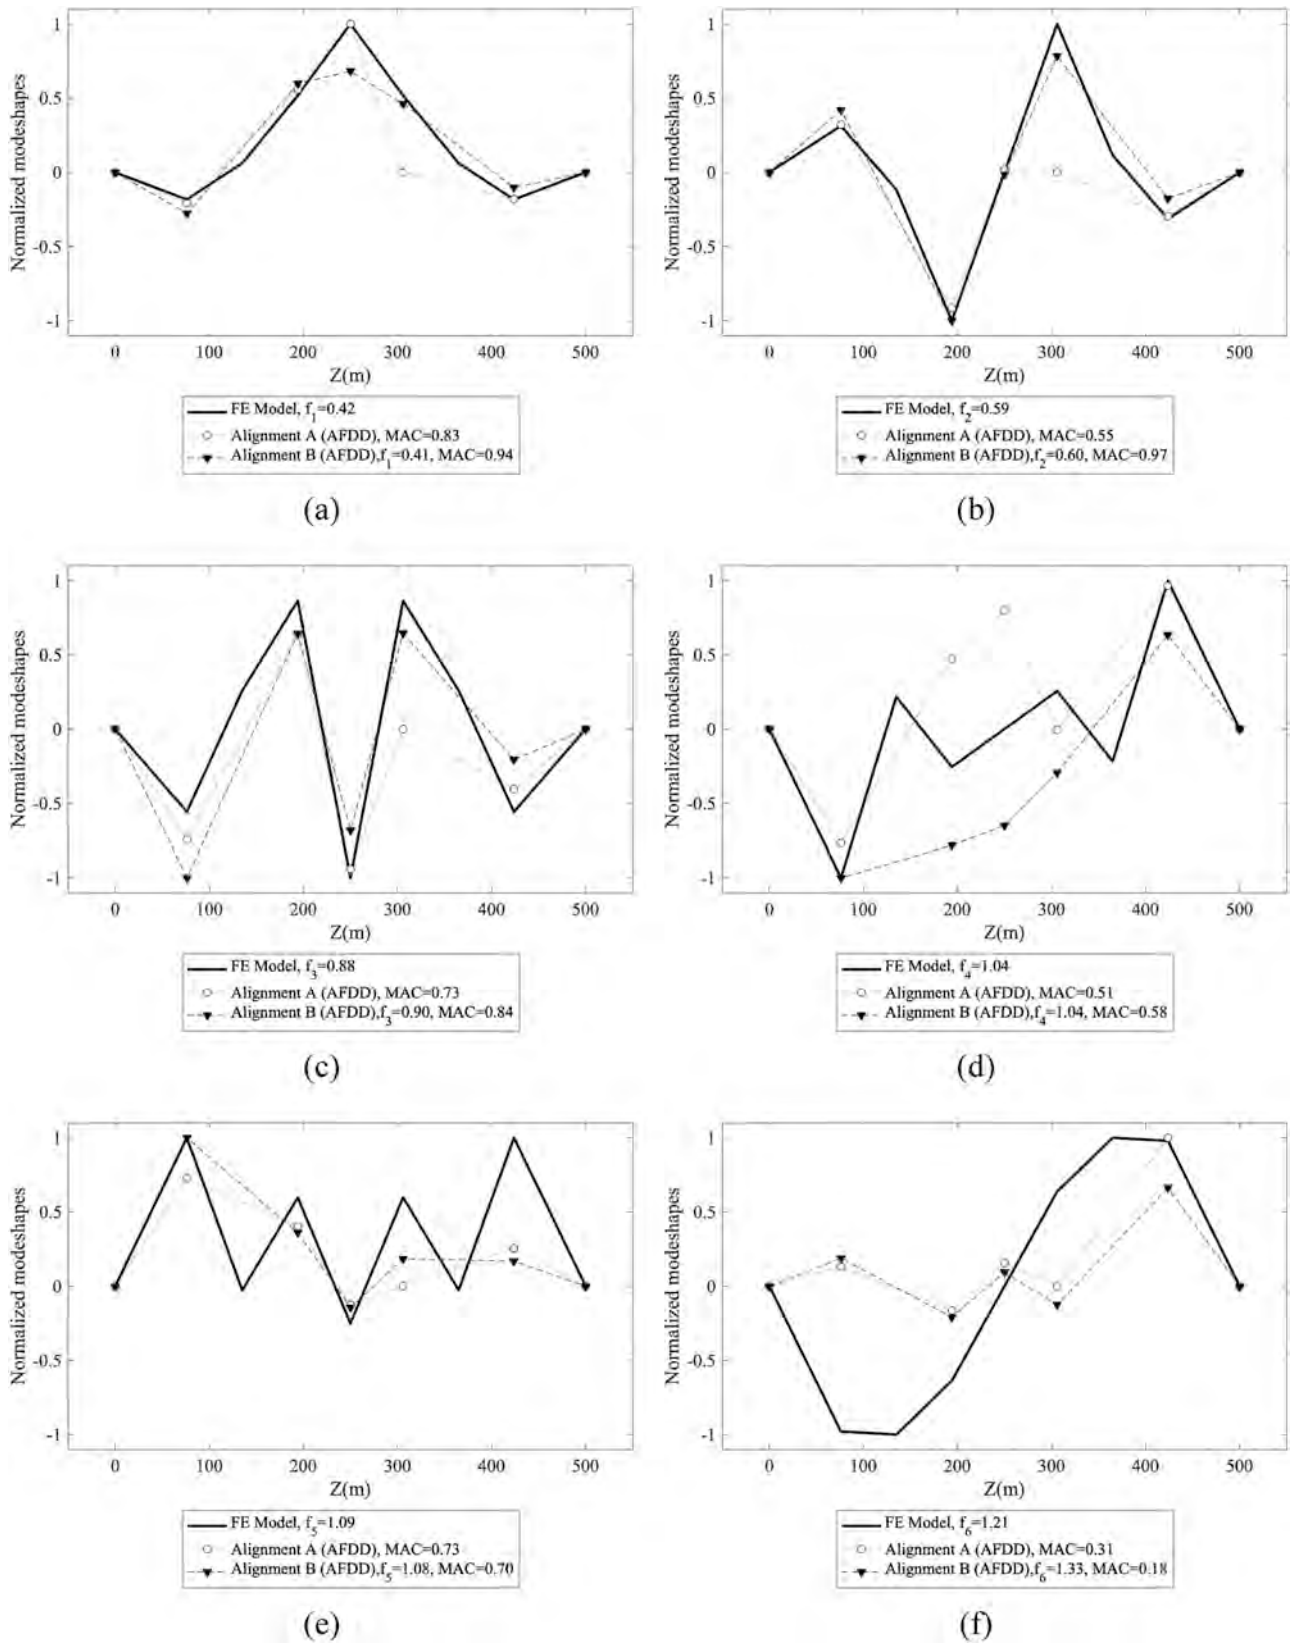 Normalized modeshapes
1
0.5
0
-0.5
-1
0 100 200 300 400 500
Z(m)
FE Model, f1=0.42
Alignment A (AFDD), MAC=0.83
Alignment B (AFDD),f1=0.41, MAC=0.94
(a)
Normalized modeshapes
1
0.5
0
-0.5
-1
0 100 200 300 400 500
Z(m)
FE Model, f2=0.59
Alignment A (AFDD), MAC=0.55
Alignment B (AFDD),f2=0.60, MAC=0.97
(b)
Normalized modeshapes
1
0.5
0
-0.5
-1
0 100 200 300 400 500
Z(m)
FE Model, f3=0.88
Alignment A (AFDD), MAC=0.73
Alignment B (AFDD),f3=0.90, MAC=0.84
(c)
Normalized modeshapes
1
0.5
0
-0.5
-1
0 100 200 300 400 500
Z(m)
FE Model, f4=1.04
Alignment A (AFDD), MAC=0.51
Alignment B (AFDD),f4=1.04, MAC=0.58
(d)
Normalized modeshapes
1
0.5
0
-0.5
-1
0 100 200 300 400 500
Z(m)
FE Model, f5=1.09
Alignment A (AFDD), MAC=0.73
Alignment B (AFDD),f5=1.08, MAC=0.70
(e)
Normalized modeshapes
1
0.5
0
-0.5
-1
0 100 200 300 400 500
Z(m)
FE Model, f6=1.21
Alignment A (AFDD), MAC=0.31
Alignment B (AFDD),f6=1.33, MAC=0.18
(f)